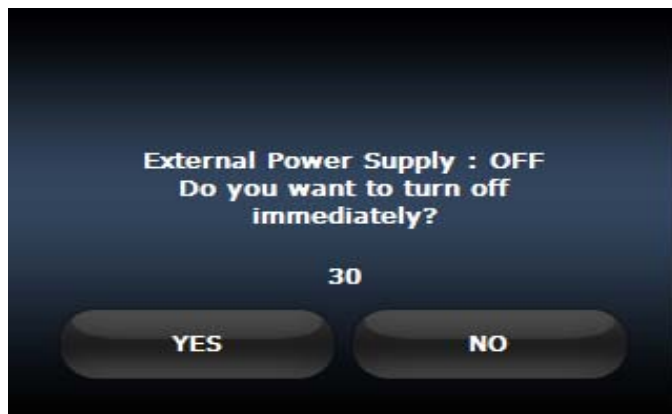 External Power Supply : OFF
Do you want to turn off
immediately?
30
YES NO